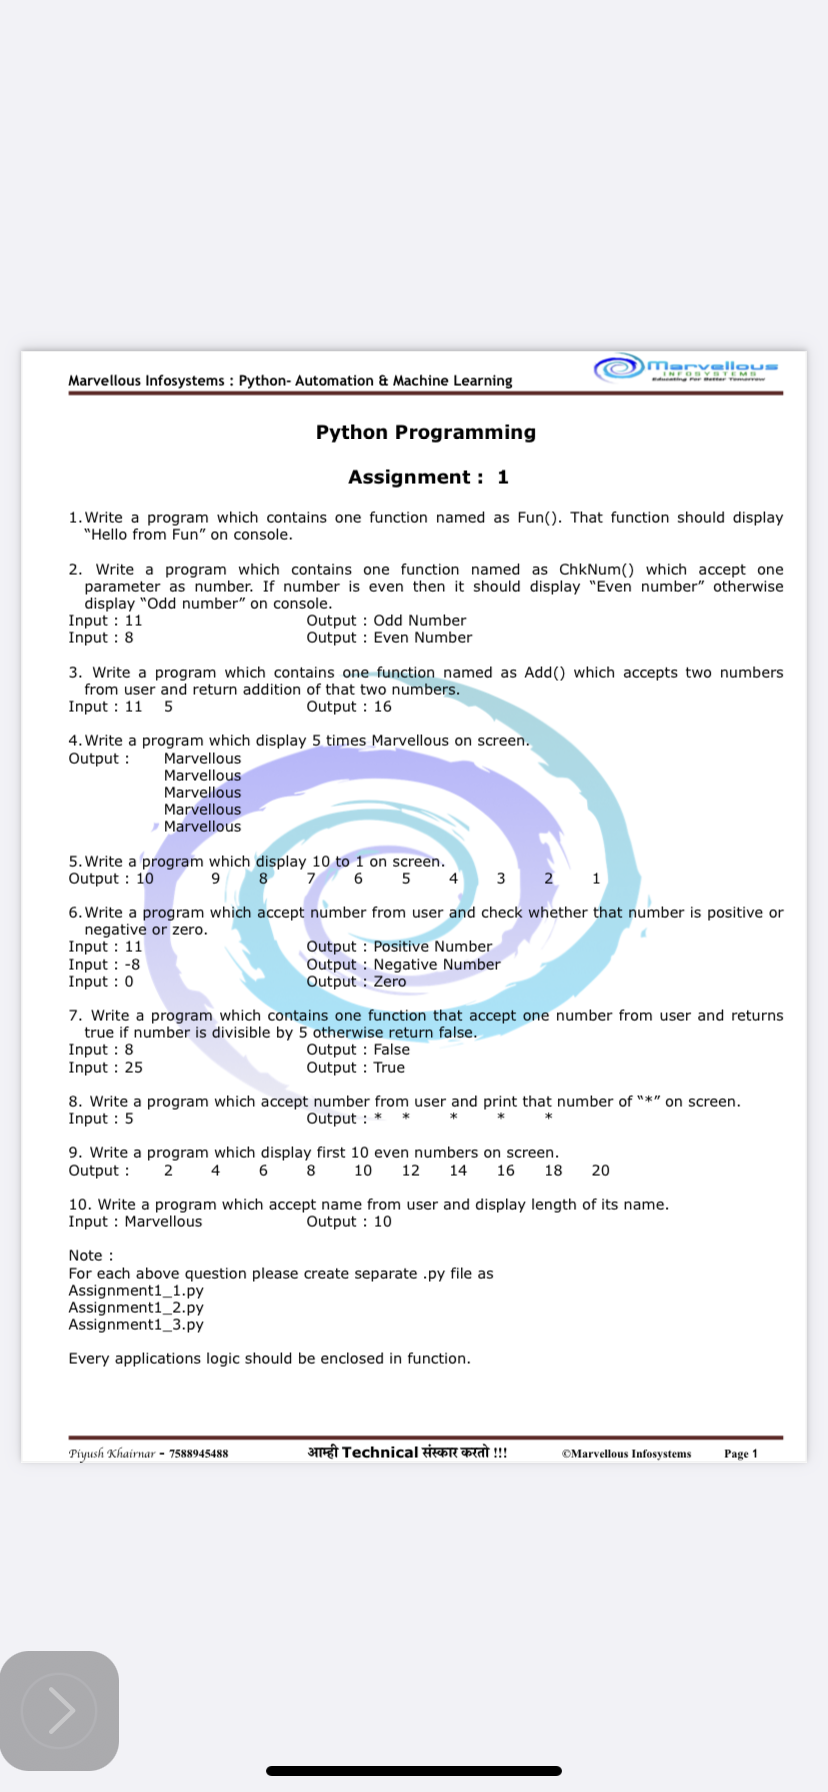 Marvellous Infosystems : Python- Automation & Machine Learning
Marvellous
INFOSYSTEMS
Educating For Better Tomorrow
Python Programming
Assignment : 1
1. Write a program which contains one function named as Fun(). That function should display
“Hello from Fun” on console.
2. Write a program which contains one function named as ChkNum() which accept one
parameter as number. If number is even then it should display “Even number” otherwise
display “Odd number” on console.
Input : 11 Output : Odd Number
Input : 8 Output : Even Number
3. Write a program which contains one function named as Add() which accepts two numbers
from user and return addition of that two numbers.
Input : 11 5 Output : 16
4. Write a program which display 5 times Marvellous on screen.
Output : Marvellous
Marvellous
Marvellous
Marvellous
Marvellous
5. Write a program which display 10 to 1 on screen.
Output : 10 9 8 7 6 5 4 3 2 1
6. Write a program which accept number from user and check whether that number is positive or
negative or zero.
Input : 11 Output : Positive Number
Input : -8 Output : Negative Number
Input : 0 Output : Zero
7. Write a program which contains one function that accept one number from user and returns
true if number is divisible by 5 otherwise return false.
Input : 8 Output : False
Input : 25 Output : True
8. Write a program which accept number from user and print that number of “*” on screen.
Input : 5 Output : * * * * *
9. Write a program which display first 10 even numbers on screen.
Output : 2 4 6 8 10 12 14 16 18 20
10. Write a program which accept name from user and display length of its name.
Input : Marvellous Output : 10
Note :
For each above question please create separate .py file as
Assignment1_1.py
Assignment1_2.py
Assignment1_3.py
Every applications logic should be enclosed in function.
Piyush Khairnar - 7588945488 आम्ही Technical संस्कार करतो !!! ©Marvellous Infosystems Page 1